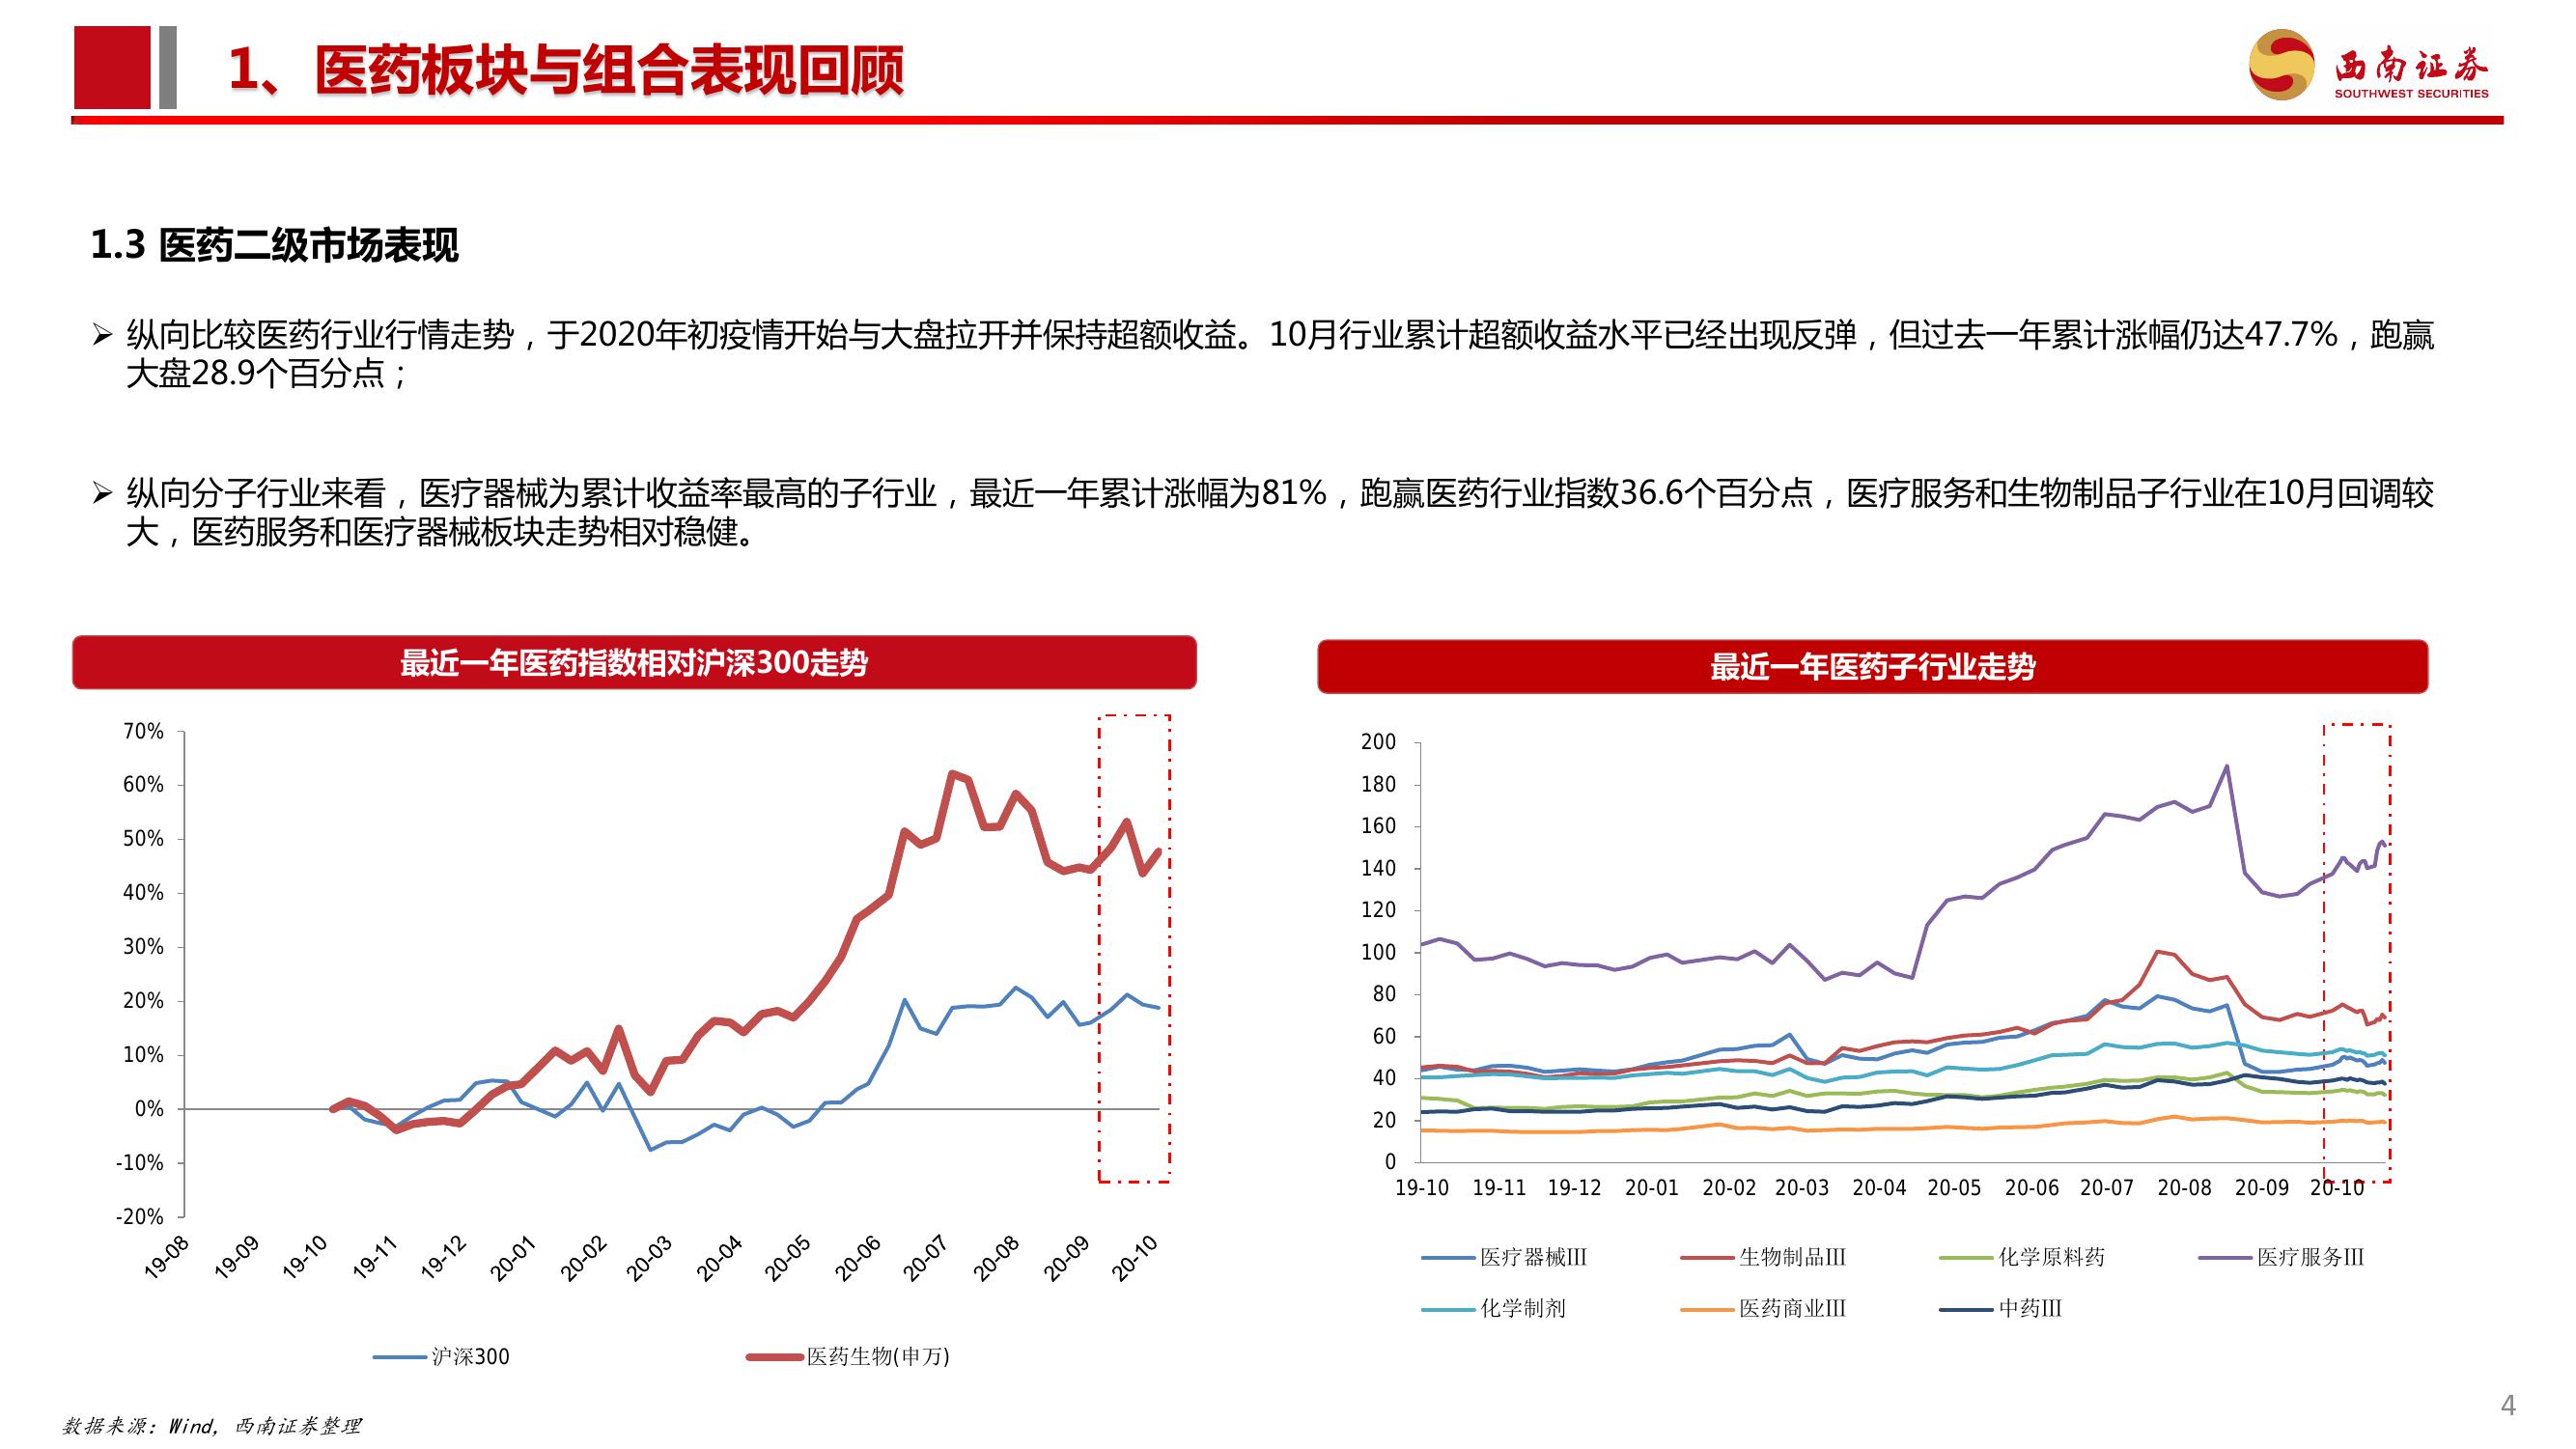 1、医药板块与组合表现回顾
西南证券
SOUTHWEST SECURITIES
1.3 医药二级市场表现
➢ 纵向比较医药行业行情走势，于2020年初疫情开始与大盘拉开并保持超额收益。10月行业累计超额收益水平已经出现反弹，但过去一年累计涨幅仍达47.7%，跑赢
大盘28.9个百分点；
➢ 纵向分子行业来看，医疗器械为累计收益率最高的子行业，最近一年累计涨幅为81%，跑赢医药行业指数36.6个百分点，医疗服务和生物制品子行业在10月回调较
大，医药服务和医疗器械板块走势相对稳健。
最近一年医药指数相对沪深300走势
70%
60%
50%
40%
30%
20%
10%
0%
-10%
-20%
19-08 19-09 19-10 19-11 19-12 20-01 20-02 20-03 20-04 20-05 20-06 20-07 20-08 20-09 20-10
沪深300 医药生物(申万)
最近一年医药子行业走势
200
180
160
140
120
100
80
60
40
20
0
19-10 19-11 19-12 20-01 20-02 20-03 20-04 20-05 20-06 20-07 20-08 20-09 20-10
医疗器械III 生物制品III 化学原料药 医疗服务III
化学制剂 医药商业III 中药III
数据来源：Wind，西南证券整理
4